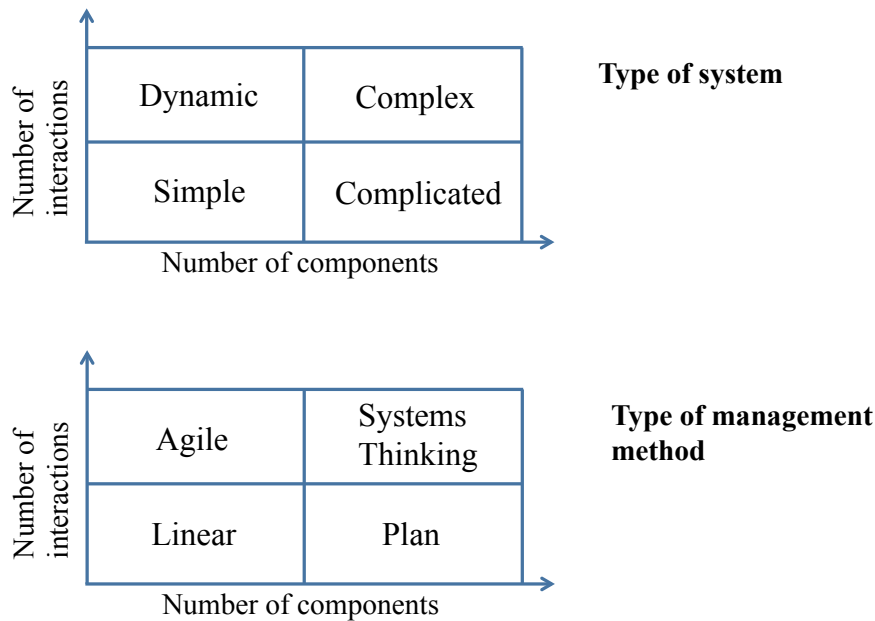 Number of
interactions
Dynamic
Complex
Simple
Complicated
Number of components
Type of system
Number of
interactions
Agile
Systems
Thinking
Linear
Plan
Number of components
Type of management
method